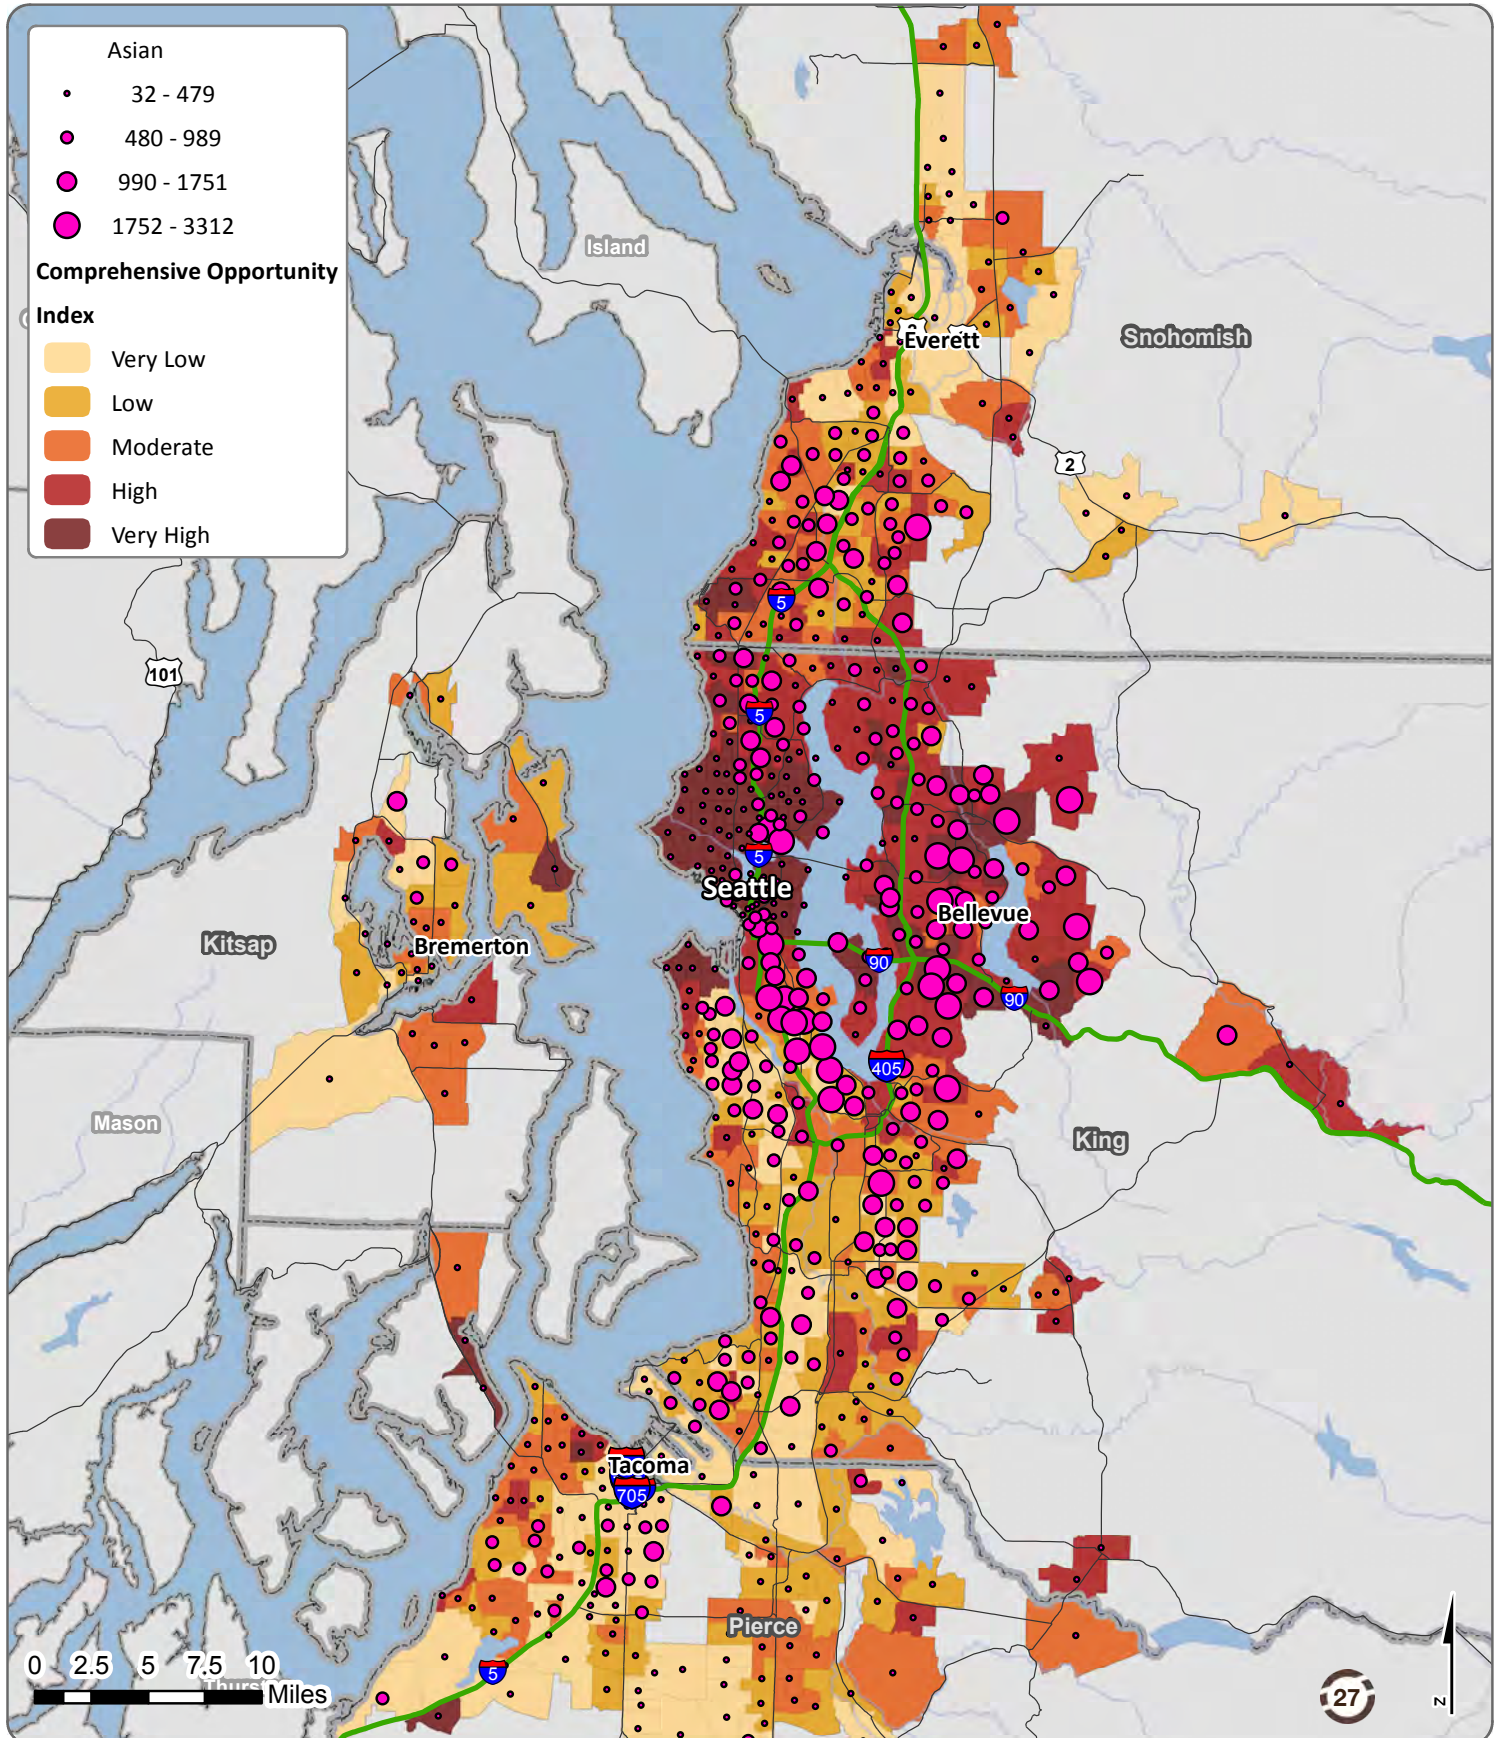 Asian
32 - 479
480 - 989
990 - 1751
1752 - 3312
Comprehensive Opportunity
Index
Very Low
Low
Moderate
High
Very High
Island
Everett
Snohomish
2
5
101
5
5
Seattle
Bellevue
Kitsap
Bremerton
90
90
405
Mason
King
Tacoma
705
Pierce
5
0 2.5 5 7.5 10
Miles
27
N